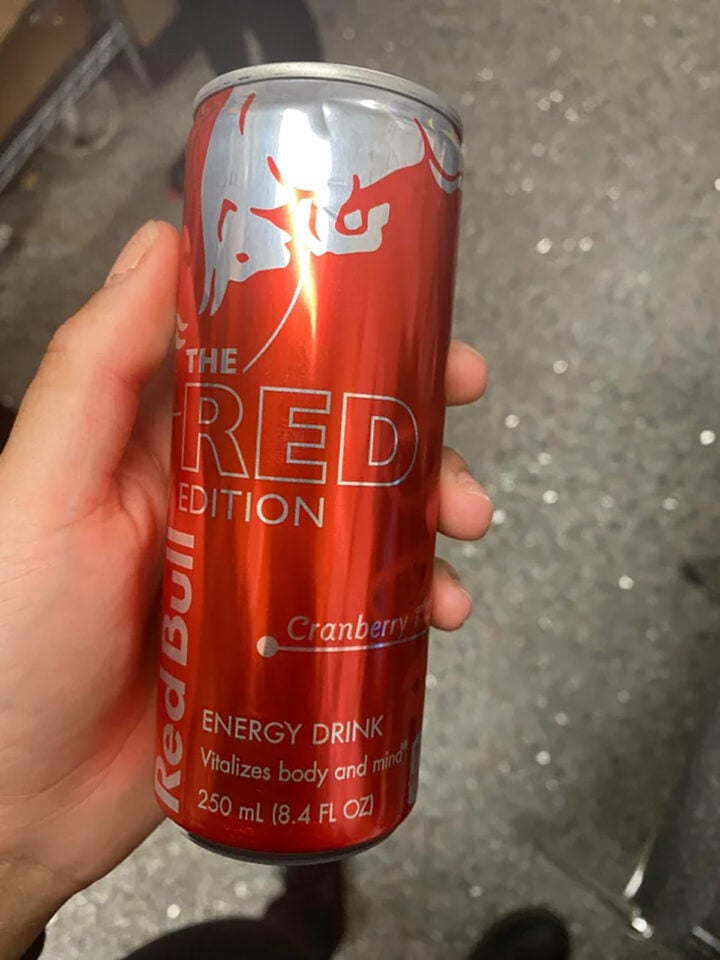 THE
RED
EDITION
Red Bull
Cranberry
ENERGY DRINK
Vitalizes body and mind®
250 mL (8.4 FL OZ)